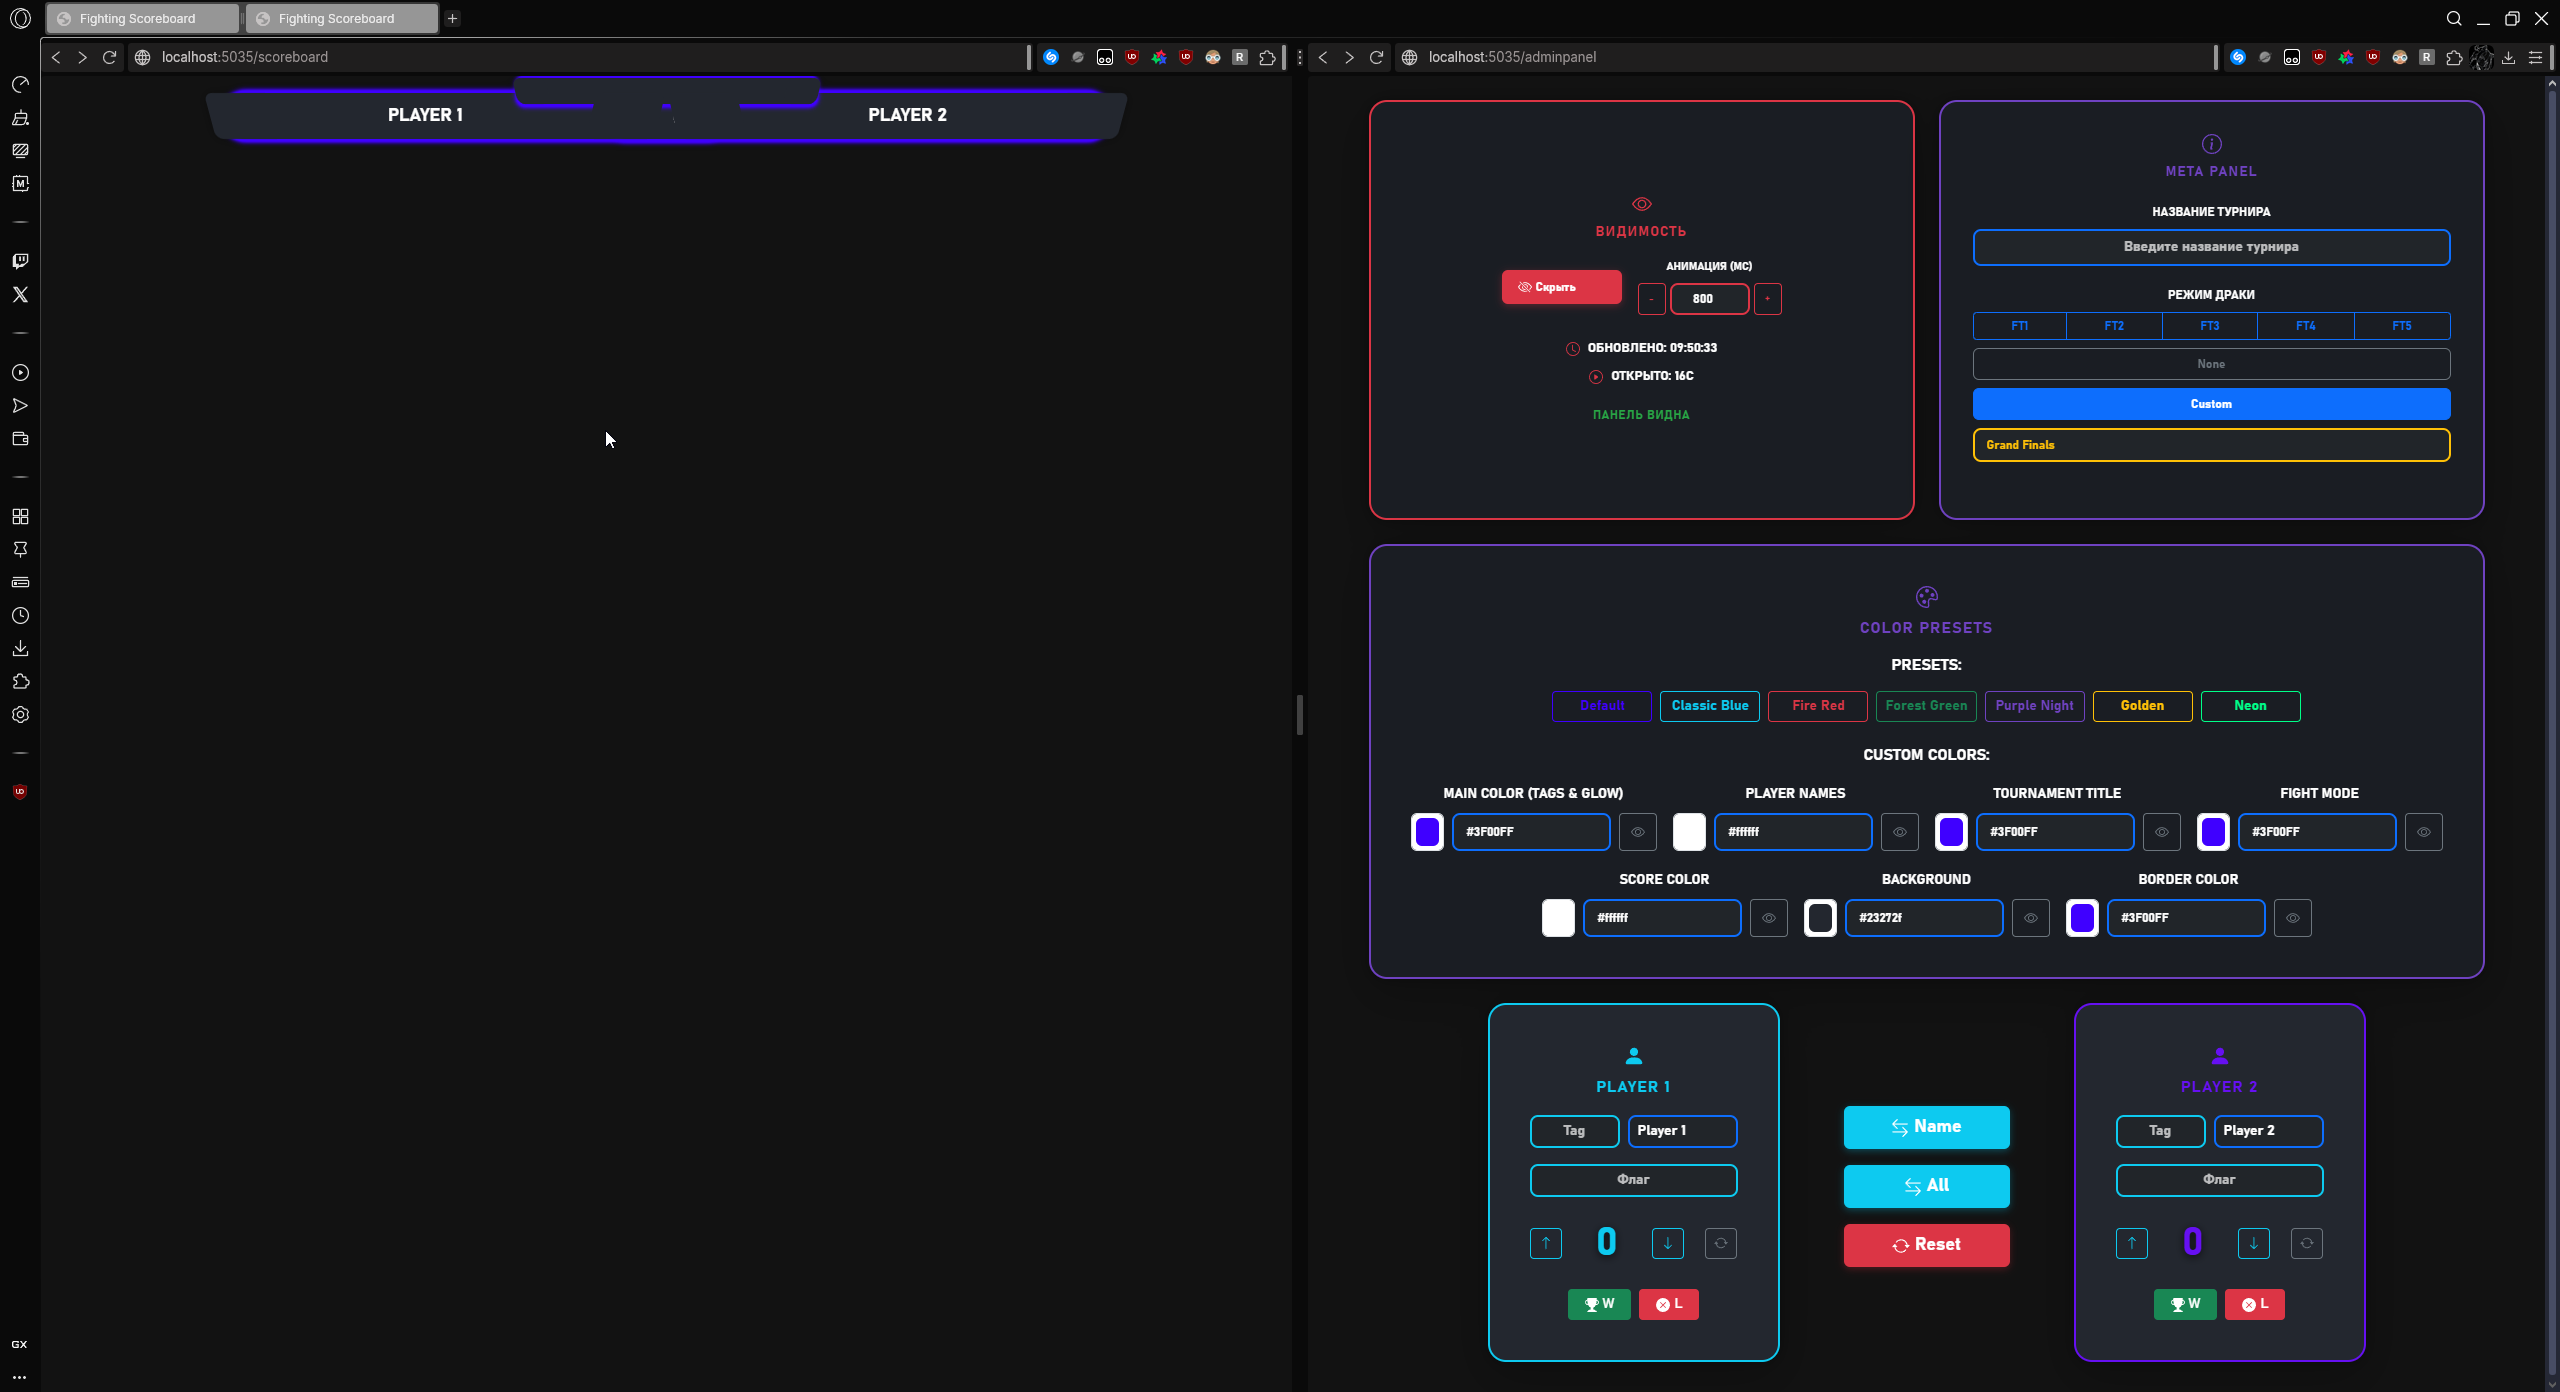 Fighting Scoreboard
Fighting Scoreboard
localhost:5035/scoreboard
localhost:5035/adminpanel
PLAYER 1
PLAYER 2
ВИДИМОСТЬ
Скрыть
АНИМАЦИЯ (МС)
- 800 +
ОБНОВЛЕНО: 09:50:33
ОТКРЫТО: 16С
ПАНЕЛЬ ВИДНА
META PANEL
НАЗВАНИЕ ТУРНИРА
Введите название турнира
РЕЖИМ ДРАКИ
FT1 FT2 FT3 FT4 FT5
None
Custom
Grand Finals
COLOR PRESETS
PRESETS:
Default Classic Blue Fire Red Forest Green Purple Night Golden Neon
CUSTOM COLORS:
MAIN COLOR (TAGS & GLOW) PLAYER NAMES TOURNAMENT TITLE FIGHT MODE
#3F00FF #ffffff #3F00FF #3F00FF
SCORE COLOR BACKGROUND BORDER COLOR
#ffffff #23272f #3F00FF
PLAYER 1
Tag Player 1
Флаг
0
W L
Name
All
Reset
PLAYER 2
Tag Player 2
Флаг
0
W L
GX